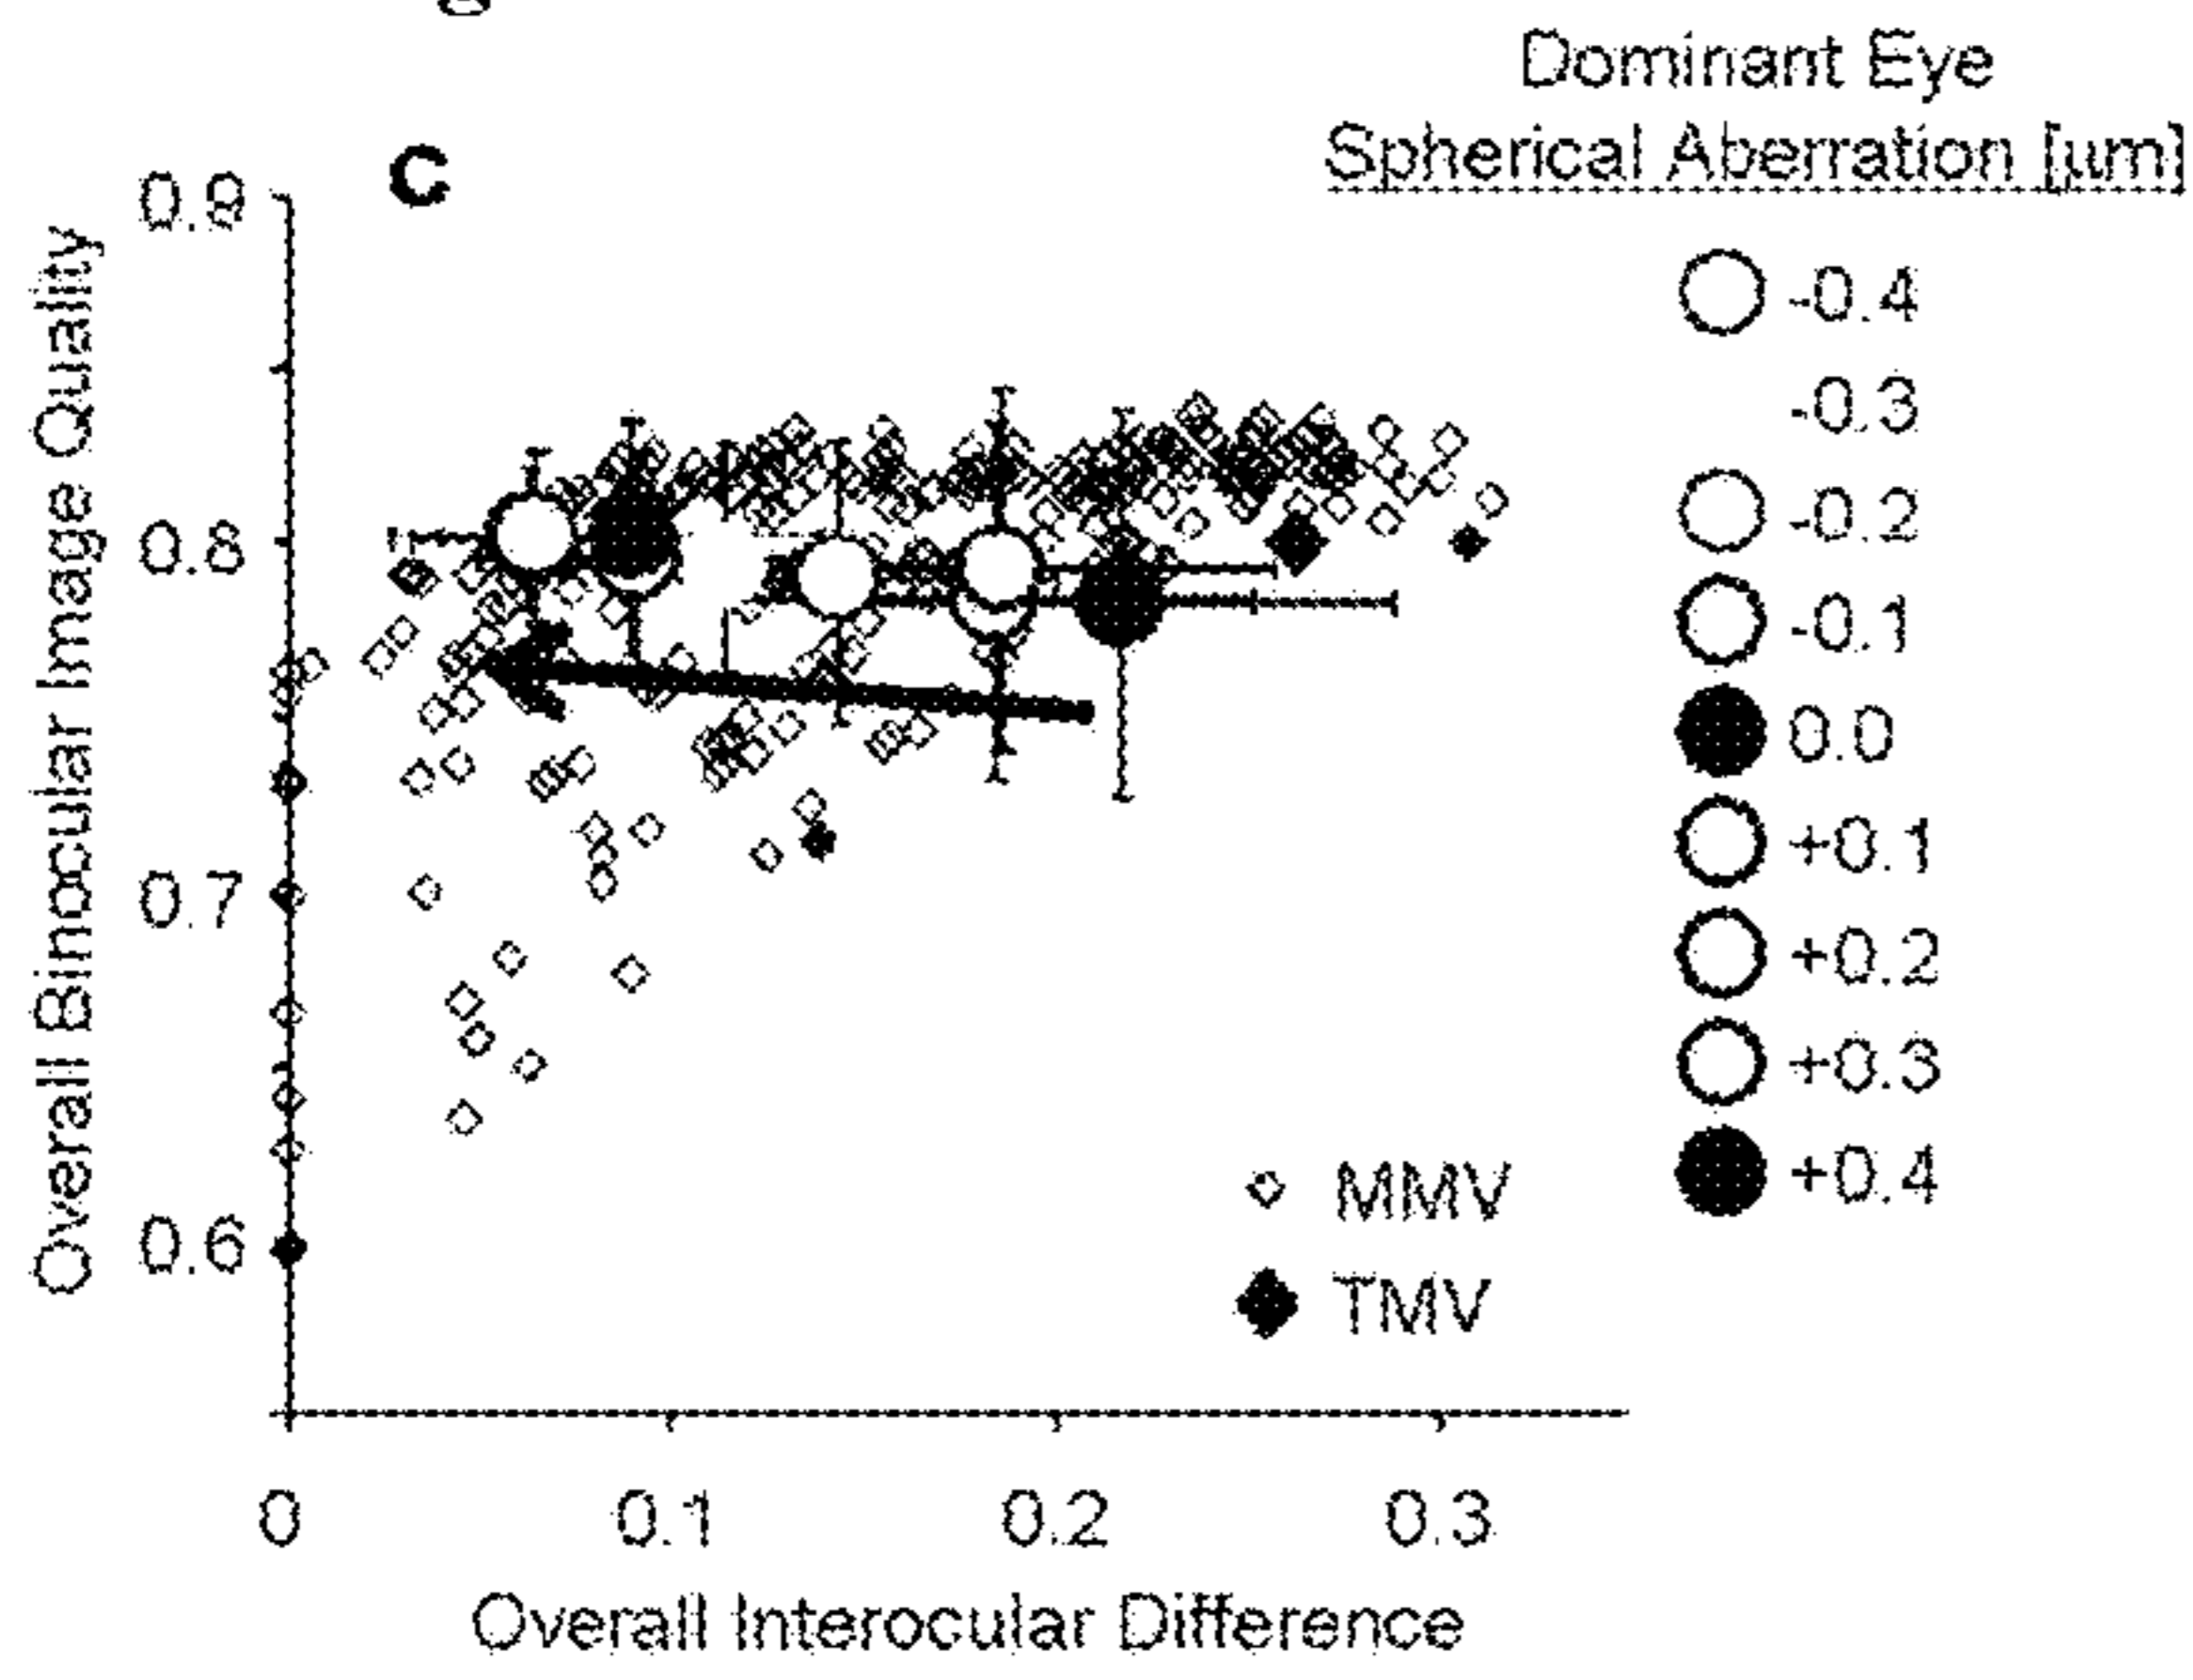 Dominant Eye
Spherical Aberration [µm]
c
0.9
0.8
0.7
0.6
Overall Binocular Image Quality
-0.4
-0.3
-0.2
-0.1
0.0
+0.1
+0.2
+0.3
+0.4
MMV
TMV
0 0.1 0.2 0.3
Overall Interocular Difference